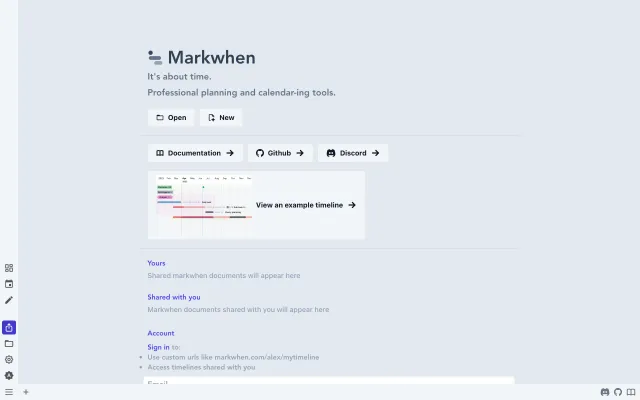 Markwhen
It's about time.
Professional planning and calendar-ing tools.
Open
New
Documentation
Github
Discord
View an example timeline
Yours
Shared markwhen documents will appear here
Shared with you
Markwhen documents shared with you will appear here
Account
Sign in to:
Use custom urls like markwhen.com/alex/mytimeline
Access timelines shared with you
Email